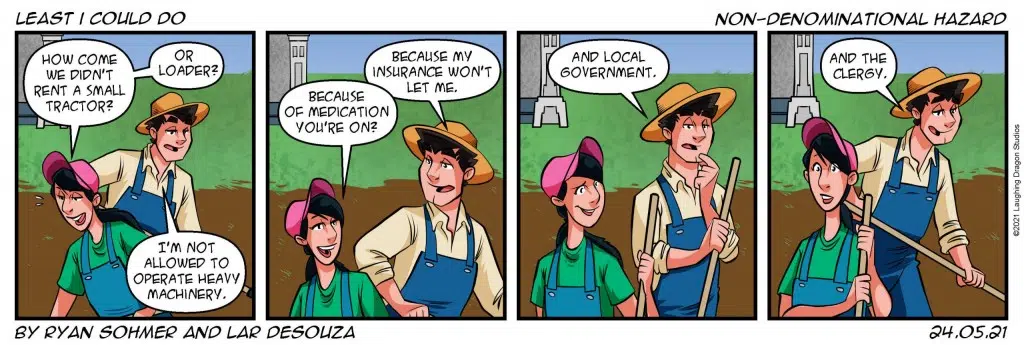 LEAST I COULD DO
NON-DENOMINATIONAL HAZARD
HOW COME
WE DIDN'T
RENT A SMALL
TRACTOR?
OR
LOADER?
I'M NOT
ALLOWED TO
OPERATE HEAVY
MACHINERY.
BECAUSE
OF MEDICATION
YOU'RE ON?
BECAUSE MY
INSURANCE WON'T
LET ME.
AND LOCAL
GOVERNMENT.
AND THE
CLERGY.
©2021 Laughing Dragon Studios
BY RYAN SOHMER AND LAR DESOUZA
24.05.21